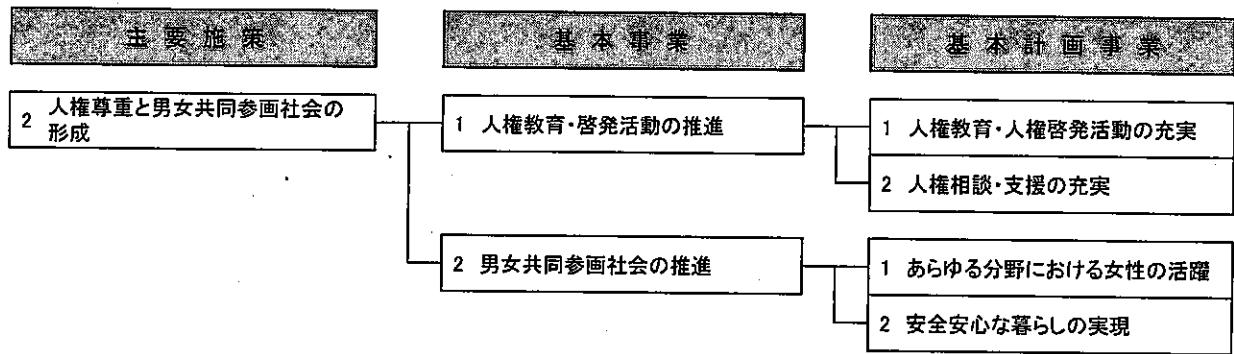 主要施策
基本事業
基本計画事業
2 人権尊重と男女共同参画社会の
形成
1 人権教育・啓発活動の推進
1 人権教育・人権啓発活動の充実
2 人権相談・支援の充実
2 男女共同参画社会の推進
1 あらゆる分野における女性の活躍
2 安全安心な暮らしの実現